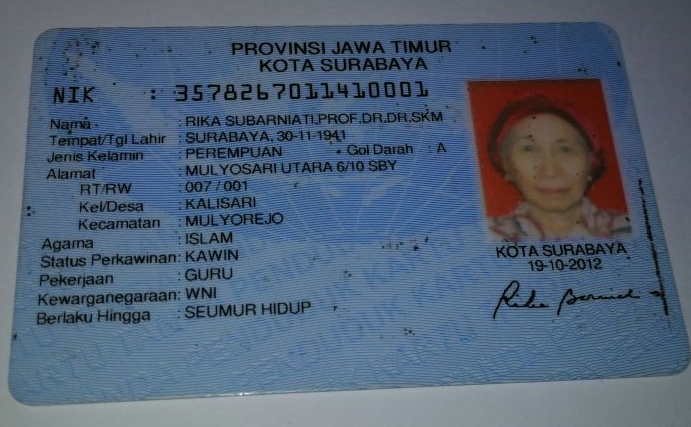 PROVINSI JAWA TIMUR
KOTA SURABAYA
NIK : 3578267011410001
Nama : RIKA SUBARNIATI,PROF.DR.DR.SKM
Tempat/Tgl Lahir : SURABAYA, 30-11-1941
Jenis Kelamin : PEREMPUAN Gol Darah : A
Alamat : MULYOSARI UTARA 6/10 SBY
RT/RW : 007 / 001
Kel/Desa : KALISARI
Kecamatan : MULYOREJO
Agama : ISLAM
Status Perkawinan: KAWIN
Pekerjaan : GURU
Kewarganegaraan: WNI
Berlaku Hingga : SEUMUR HIDUP
KOTA SURABAYA
19-10-2012